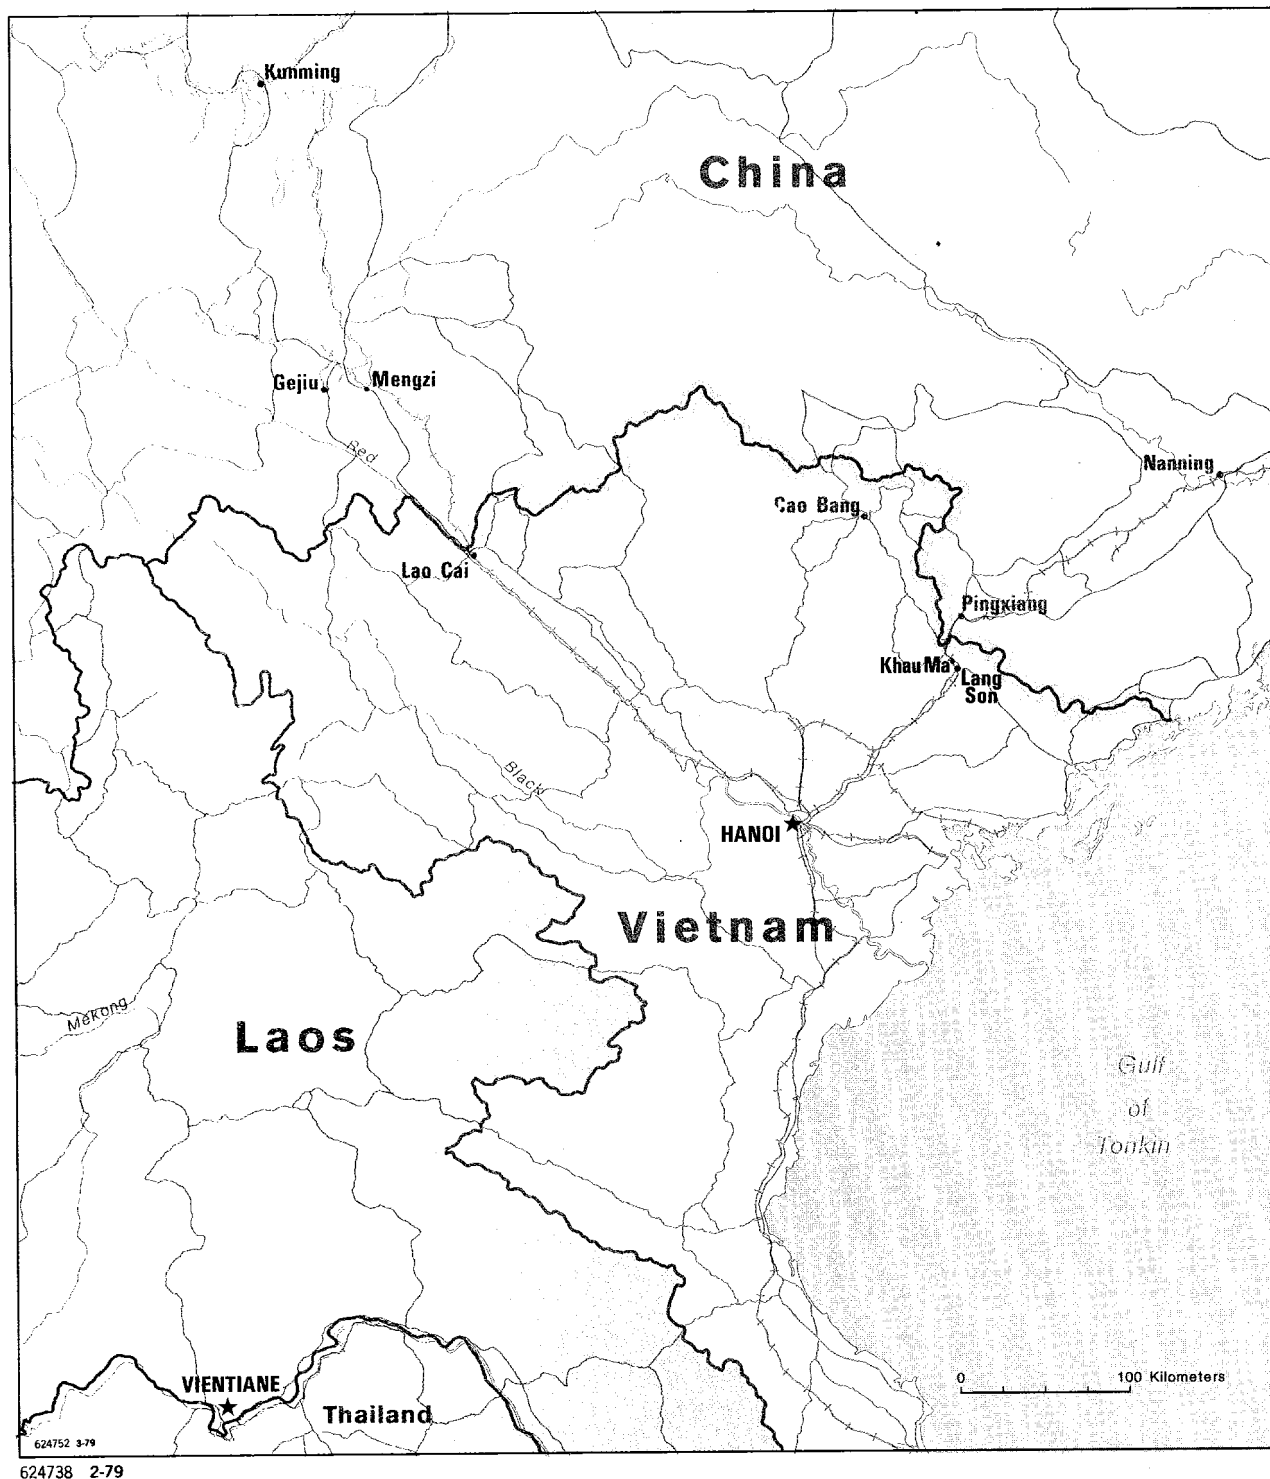 Kunming
China
Gejiu
Mengzi
Red
Nanning
Cao Bang
Lao Cai
Pingxiang
Khau Ma
Lang
Son
Black
HANOI
Vietnam
Mekong
Laos
Gulf
of
Tonkin
0 100 Kilometers
VIENTIANE
Thailand
624752 3-79
624738 2-79